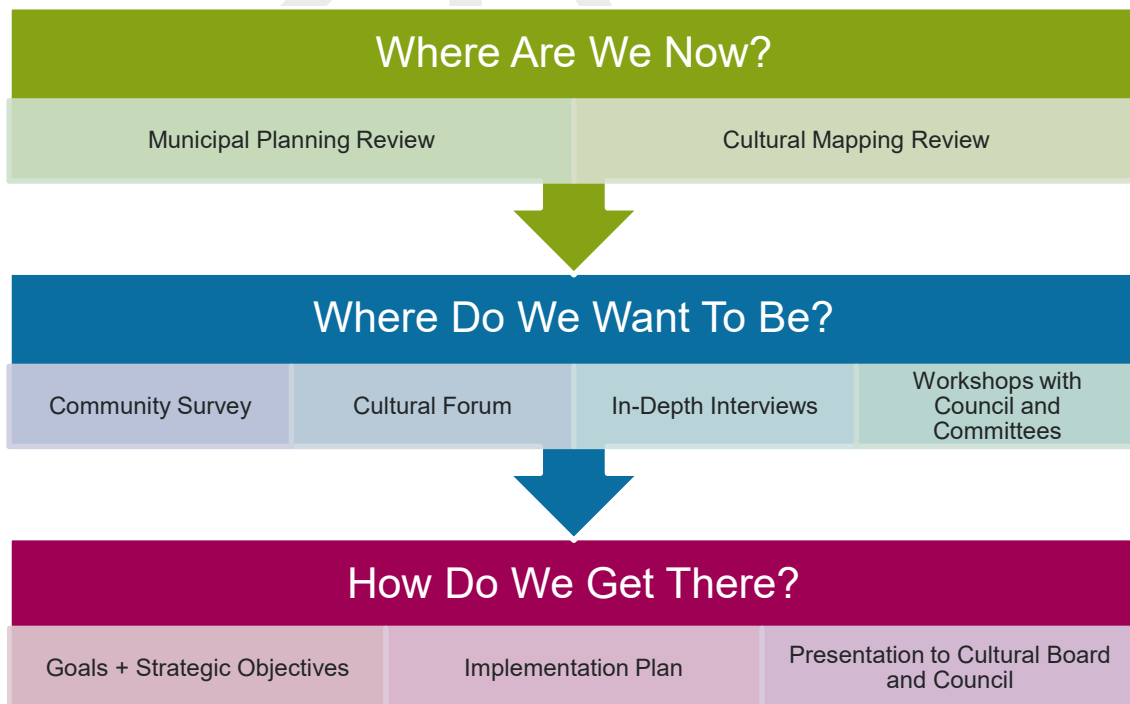 Where Are We Now?
Municipal Planning Review
Cultural Mapping Review
Where Do We Want To Be?
Community Survey
Cultural Forum
In-Depth Interviews
Workshops with
Council and
Committees
How Do We Get There?
Goals + Strategic Objectives
Implementation Plan
Presentation to Cultural Board
and Council